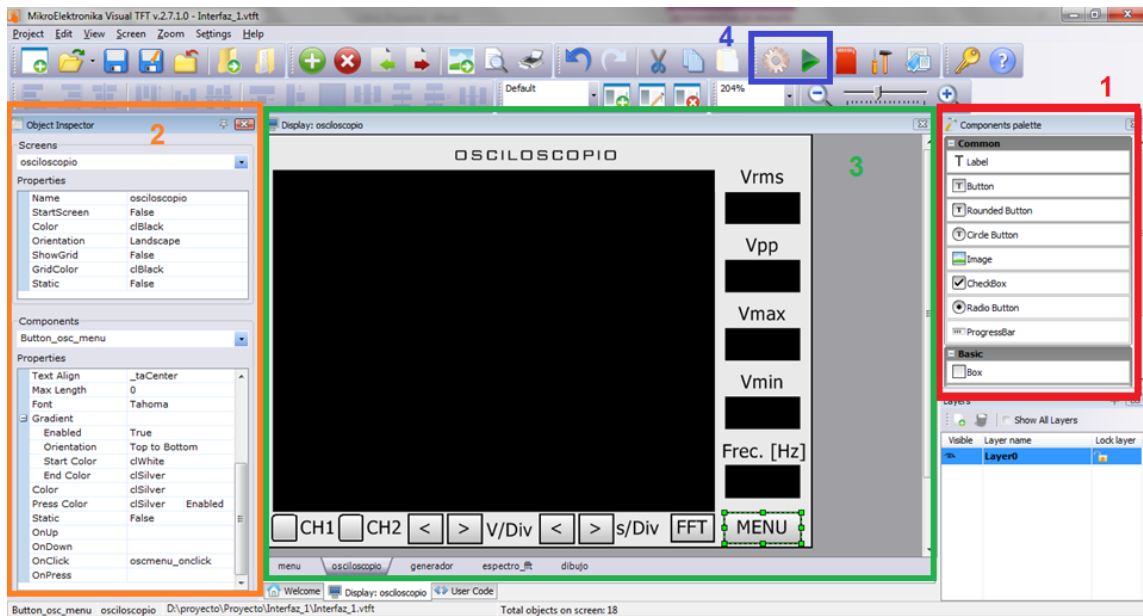 MikroElektronika Visual TFT v.2.7.1.0 - Interfaz_1.vtft
Project Edit View Screen Zoom Settings Help
4
Default
204%
1
Object Inspector
2
Screens
osciloscopio
Properties
Name osciloscopio
StartScreen False
Color clBlack
Orientation Landscape
ShowGrid False
GridColor clBlack
Static False
Components
Button_osc_menu
Properties
Text Align _taCenter
Max Length 0
Font Tahoma
Gradient
Enabled True
Orientation Top to Bottom
Start Color clWhite
End Color clSilver
Color clSilver
Press Color clSilver Enabled
Static False
OnUp
OnDown
OnClick oscmenu_onclick
OnPress
Display: osciloscopio
3
OSCILOSCOPIO
Vrms
Vpp
Vmax
Vmin
Frec. [Hz]
CH1 CH2 < > V/Div < > s/Div FFT MENU
menu osciloscopio generador espectro_fft dibujo
Welcome Display: osciloscopio User Code
Components palette
Common
Label
Button
Rounded Button
Circle Button
Image
CheckBox
Radio Button
ProgressBar
Basic
Box
Layers
Show All Layers
Visible Layer name Lock layer
Layer0
Button_osc_menu osciloscopio D:\proyecto\Proyecto\Interfaz_1\Interfaz_1.vtft Total objects on screen: 18